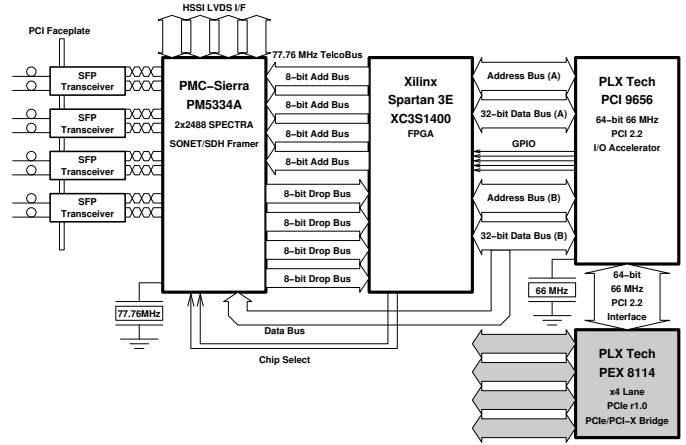 HSSI LVDS I/F
PCI Faceplate
SFP
Transceiver
SFP
Transceiver
SFP
Transceiver
SFP
Transceiver
PMC-Sierra
PM5334A
2x2488 SPECTRA
SONET/SDH Framer
77.76MHz
77.76 MHz TelcoBus
8-bit Add Bus
8-bit Add Bus
8-bit Add Bus
8-bit Add Bus
8-bit Drop Bus
8-bit Drop Bus
8-bit Drop Bus
8-bit Drop Bus
Data Bus
Chip Select
Xilinx
Spartan 3E
XC3S1400
FPGA
Address Bus (A)
32-bit Data Bus (A)
GPIO
Address Bus (B)
32-bit Data Bus (B)
66 MHz
PLX Tech
PCI 9656
64-bit 66 MHz
PCI 2.2
I/O Accelerator
64-bit
66 MHz
PCI 2.2
Interface
PLX Tech
PEX 8114
x4 Lane
PCIe r1.0
PCIe/PCI-X Bridge